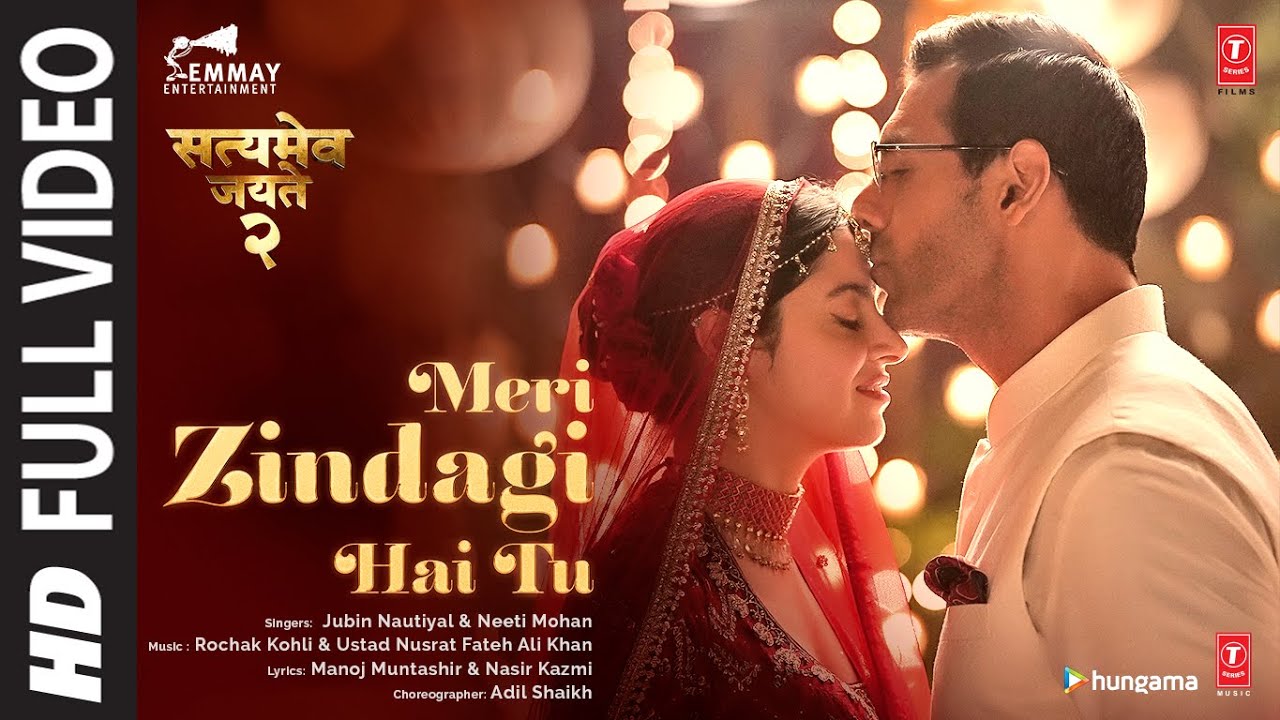 HD FULL VIDEO
EMMAY
ENTERTAINMENT
सत्यमेव
जयते
२
Meri
Zindagi
Hai Tu
Singers: Jubin Nautiyal & Neeti Mohan
Music : Rochak Kohli & Ustad Nusrat Fateh Ali Khan
Lyrics: Manoj Muntashir & Nasir Kazmi
Choreographer: Adil Shaikh
T
SERIES
FILMS
hungama
T
SERIES
MUSIC